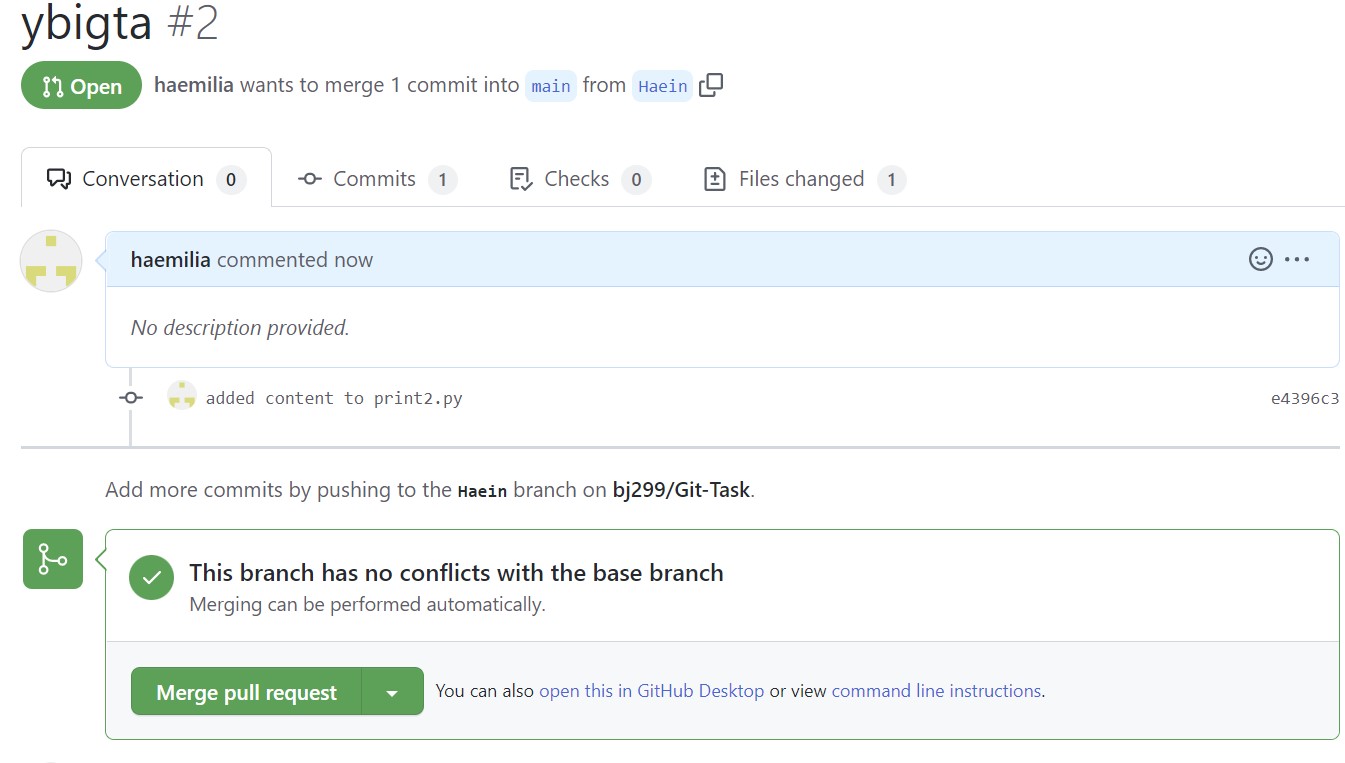 ybigta #2
Open haemilia wants to merge 1 commit into main from Haein
Conversation 0 Commits 1 Checks 0 Files changed 1
haemilia commented now
No description provided.
added content to print2.py e4396c3
Add more commits by pushing to the Haein branch on bj299/Git-Task.
This branch has no conflicts with the base branch
Merging can be performed automatically.
Merge pull request You can also open this in GitHub Desktop or view command line instructions.